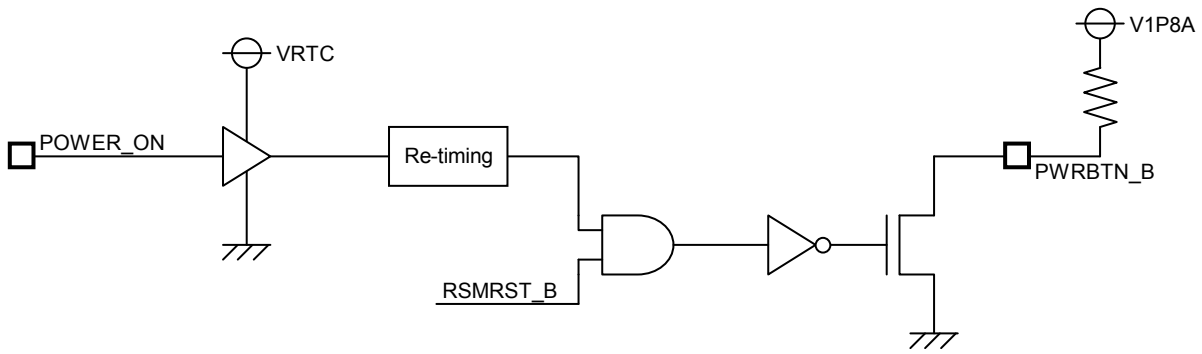 V1P8A
VRTC
POWER_ON
Re-timing
PWRBTN_B
RSMRST_B